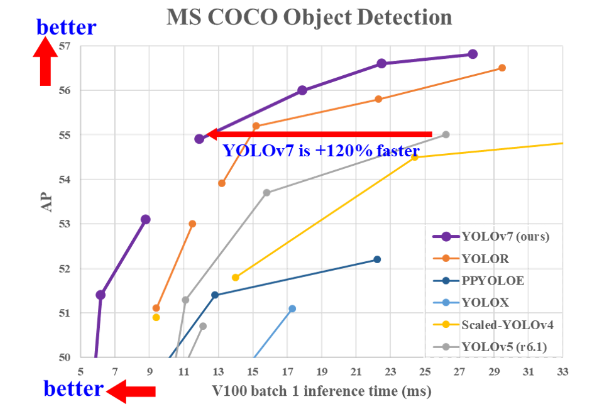 MS COCO Object Detection
better
57
56
55
54
53
52
51
50
AP
YOLOv7 is +120% faster
YOLOv7 (ours)
YOLOR
PPYOLOE
YOLOX
Scaled-YOLOv4
YOLOv5 (r6.1)
5 7 9 11 13 15 17 19 21 23 25 27 29 31 33
better
V100 batch 1 inference time (ms)